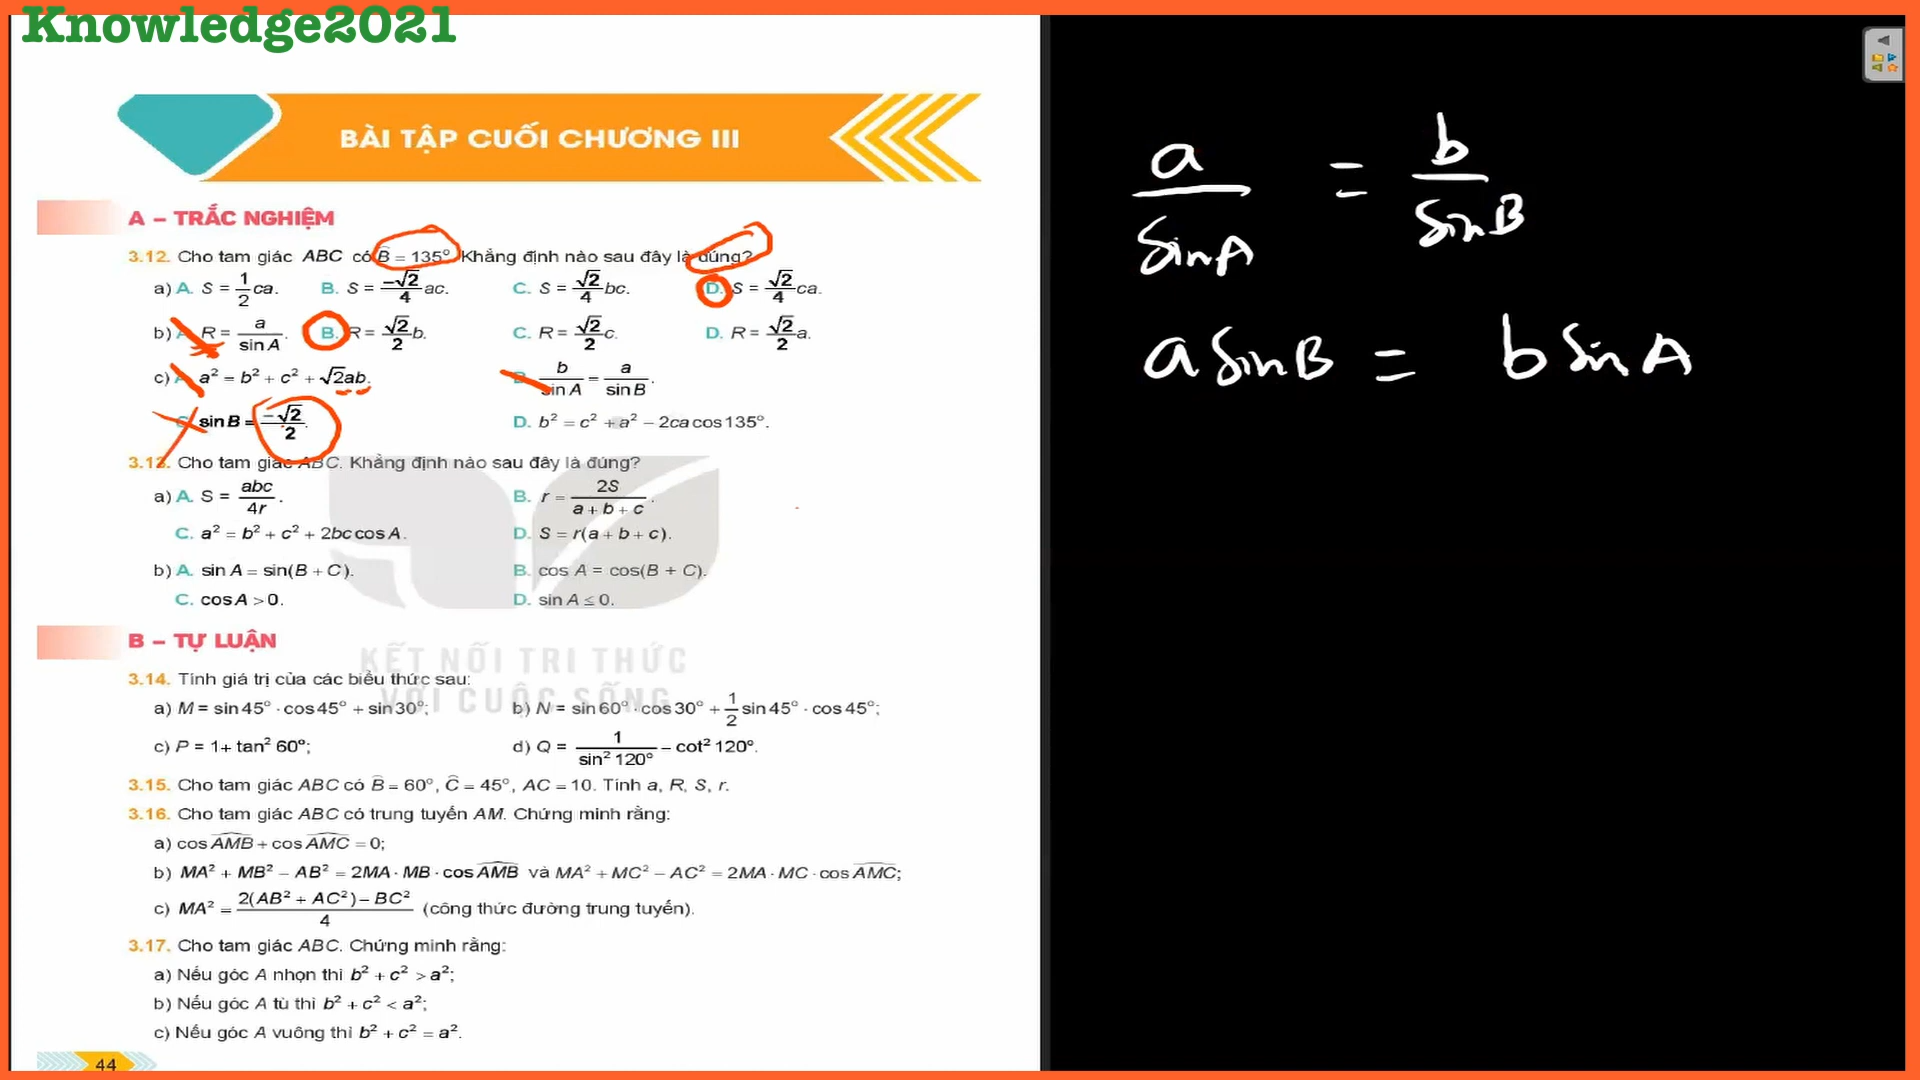 Knowledge2021
BÀI TẬP CUỐI CHƯƠNG III
A – TRẮC NGHIỆM
3.12. Cho tam giác ABC có B̂ = 135°. Khẳng định nào sau đây là đúng?
a) A. S = 1/2 ca. B. S = −√2/4 ac. C. S = √2/4 bc. D. S = √2/4 ca.
b) A. R = a/sin A. B. R = √2/2 b. C. R = √2/2 c. D. R = √2/2 a.
c) A. a² = b² + c² + √2ab. B. b/sin A = a/sin B.
C. sin B = −√2/2. D. b² = c² + a² − 2ca cos 135°.
3.13. Cho tam giác ABC. Khẳng định nào sau đây là đúng?
a) A. S = abc/4r. B. r = 2S/(a + b + c).
C. a² = b² + c² + 2bc cos A. D. S = r(a + b + c).
b) A. sin A = sin(B + C). B. cos A = cos(B + C).
C. cos A > 0. D. sin A ≤ 0.
B – TỰ LUẬN
KẾT NỐI TRI THỨC
VỚI CUỘC SỐNG
3.14. Tính giá trị của các biểu thức sau:
a) M = sin 45° · cos 45° + sin 30°; b) N = sin 60° · cos 30° + 1/2 sin 45° · cos 45°;
c) P = 1 + tan² 60°; d) Q = 1/sin² 120° − cot² 120°.
3.15. Cho tam giác ABC có B̂ = 60°, Ĉ = 45°, AC = 10. Tính a, R, S, r.
3.16. Cho tam giác ABC có trung tuyến AM. Chứng minh rằng:
a) cos AMB + cos AMC = 0;
b) MA² + MB² − AB² = 2MA · MB · cos AMB và MA² + MC² − AC² = 2MA · MC · cos AMC;
c) MA² = (2(AB² + AC²) − BC²)/4 (công thức đường trung tuyến).
3.17. Cho tam giác ABC. Chứng minh rằng:
a) Nếu góc A nhọn thì b² + c² > a²;
b) Nếu góc A tù thì b² + c² < a²;
c) Nếu góc A vuông thì b² + c² = a².
44
a/sin A = b/sin B
a sin B = b sin A